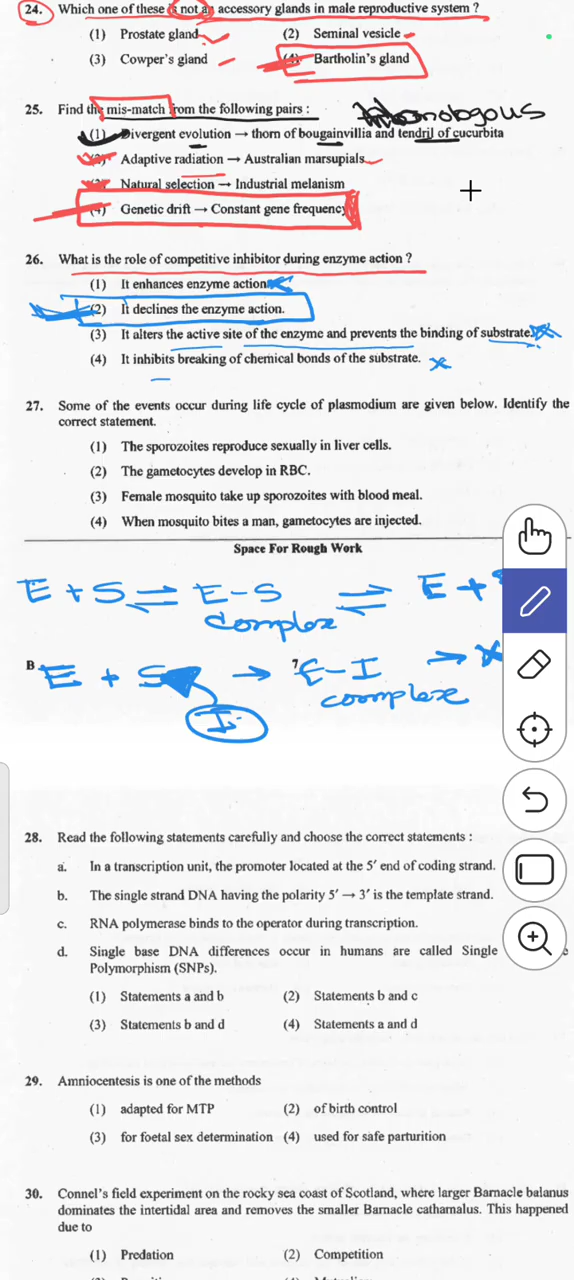 24. Which one of these is not an accessory glands in male reproductive system ?
(1) Prostate gland (2) Seminal vesicle
(3) Cowper's gland (4) Bartholin's gland
homologous
25. Find the mis-match from the following pairs :
(1) Divergent evolution → thorn of bougainvillia and tendril of cucurbita
(2) Adaptive radiation → Australian marsupials
(3) Natural selection → Industrial melanism
(4) Genetic drift → Constant gene frequency
26. What is the role of competitive inhibitor during enzyme action ?
(1) It enhances enzyme action
(2) It declines the enzyme action.
(3) It alters the active site of the enzyme and prevents the binding of substrate.
(4) It inhibits breaking of chemical bonds of the substrate.
27. Some of the events occur during life cycle of plasmodium are given below. Identify the
correct statement.
(1) The sporozoites reproduce sexually in liver cells.
(2) The gametocytes develop in RBC.
(3) Female mosquito take up sporozoites with blood meal.
(4) When mosquito bites a man, gametocytes are injected.
Space For Rough Work
E + S ⇌ E-S ⇌ E +
complex
B E + S → 7 E-I → X
complex
I
28. Read the following statements carefully and choose the correct statements :
a. In a transcription unit, the promoter located at the 5′ end of coding strand.
b. The single strand DNA having the polarity 5′ → 3′ is the template strand.
c. RNA polymerase binds to the operator during transcription.
d. Single base DNA differences occur in humans are called Single
Polymorphism (SNPs).
(1) Statements a and b (2) Statements b and c
(3) Statements b and d (4) Statements a and d
29. Amniocentesis is one of the methods
(1) adapted for MTP (2) of birth control
(3) for foetal sex determination (4) used for safe parturition
30. Connel's field experiment on the rocky sea coast of Scotland, where larger Barnacle balanus
dominates the intertidal area and removes the smaller Barnacle cathamalus. This happened
due to
(1) Predation (2) Competition